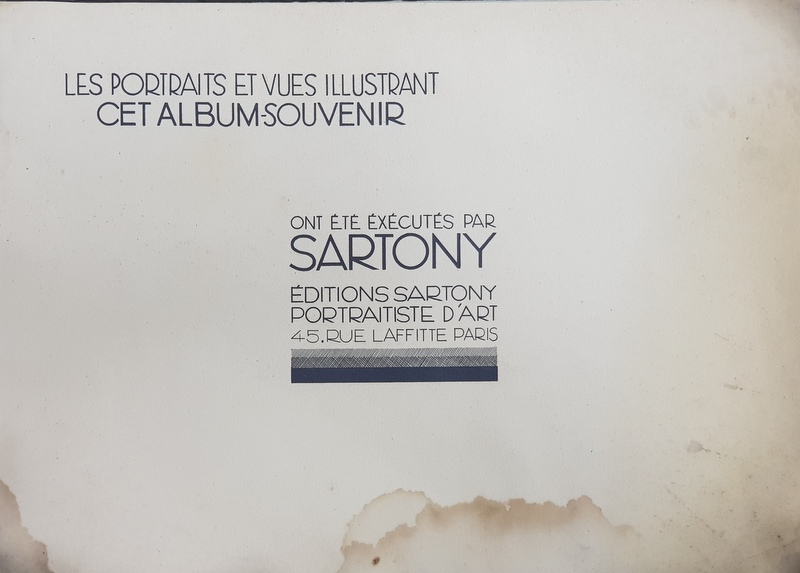 LES PORTRAITS ET VUES ILLUSTRANT
CET ALBUM-SOUVENIR
ONT ÉTÉ ÉXÉCUTÉS PAR
SARTONY
ÉDITIONS SARTONY
PORTRAITISTE D'ART
45.RUE LAFFITTE PARIS